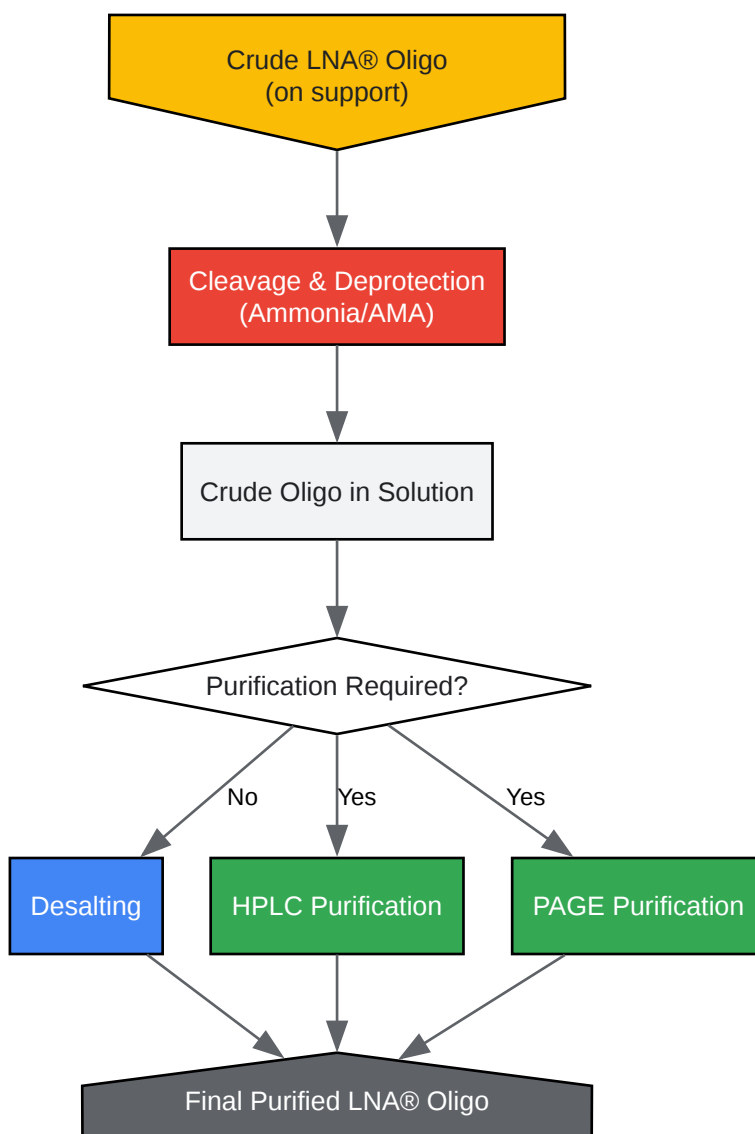 Crude LNA® Oligo
(on support)
Cleavage & Deprotection
(Ammonia/AMA)
Crude Oligo in Solution
Purification Required?
No
Yes
Yes
Desalting
HPLC Purification
PAGE Purification
Final Purified LNA® Oligo